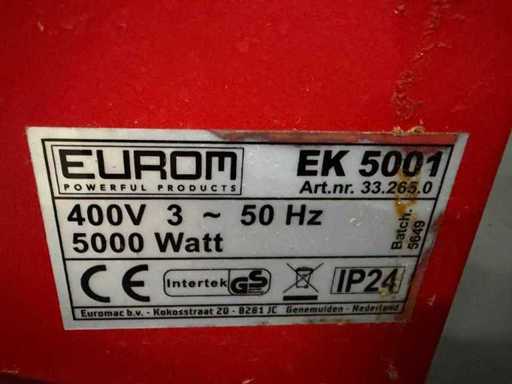 EUROM
POWERFUL PRODUCTS
EK 5001
Art.nr. 33.265.0
400V 3 ~ 50 Hz
5000 Watt
Batch.
5649
CE
Intertek
GS
IP24
Euromac b.v. - Kokosstraat 20 - 8281 JC Genemuiden - Nederland